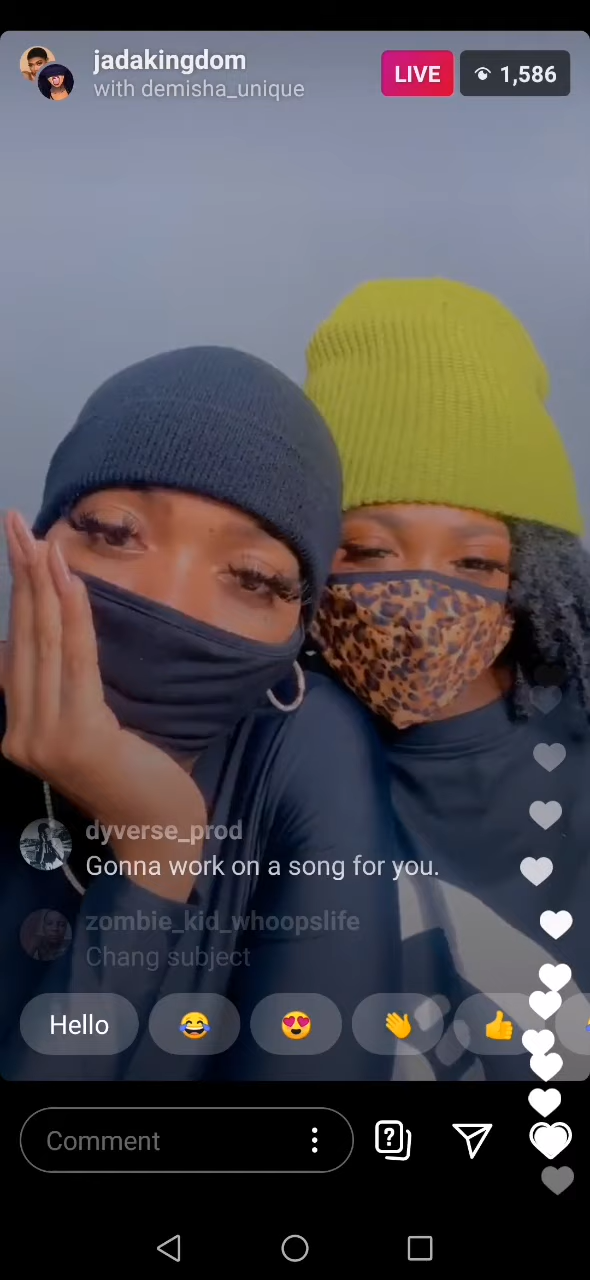 jadakingdom
with demisha_unique
LIVE
1,586
dyverse_prod
Gonna work on a song for you.
zombie_kid_whoopslife
Chang subject
Hello
Comment